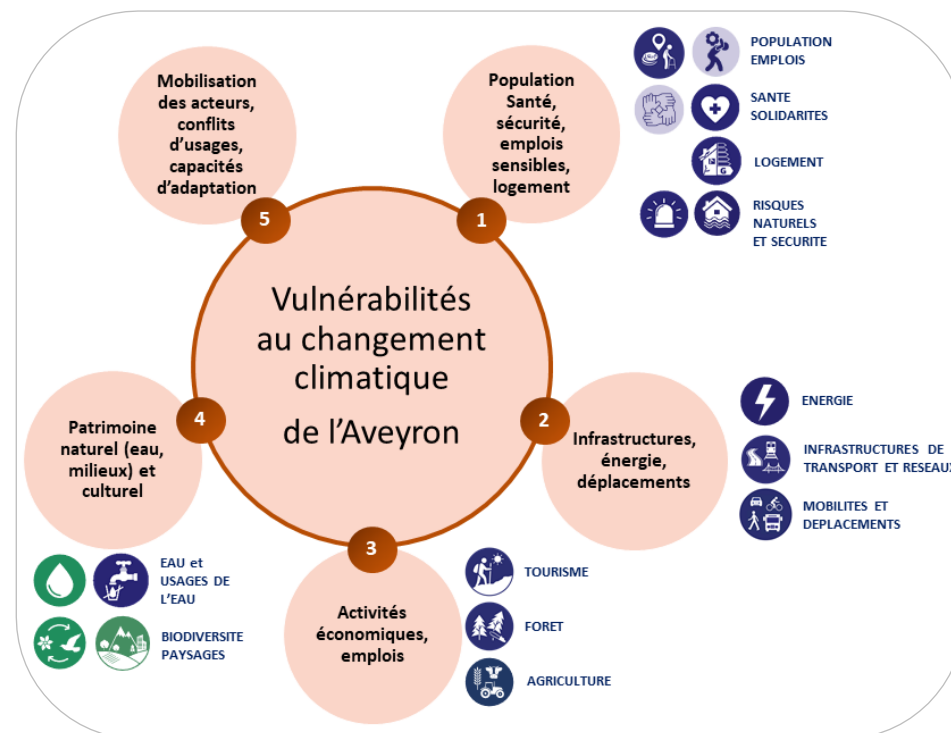 Vulnérabilités
au changement
climatique
de l’Aveyron
1
Population
Santé,
sécurité,
emplois
sensibles,
logement
POPULATION
EMPLOIS
SANTE
SOLIDARITES
G
LOGEMENT
RISQUES
NATURELS
ET SECURITE
2
Infrastructures,
énergie,
déplacements
ENERGIE
INFRASTRUCTURES DE
TRANSPORT ET RESEAUX
MOBILITES ET
DEPLACEMENTS
3
Activités
économiques,
emplois
TOURISME
FORET
AGRICULTURE
4
Patrimoine
naturel (eau,
milieux) et
culturel
EAU et
USAGES DE
L’EAU
BIODIVERSITE
PAYSAGES
5
Mobilisation
des acteurs,
conflits
d’usages,
capacités
d’adaptation